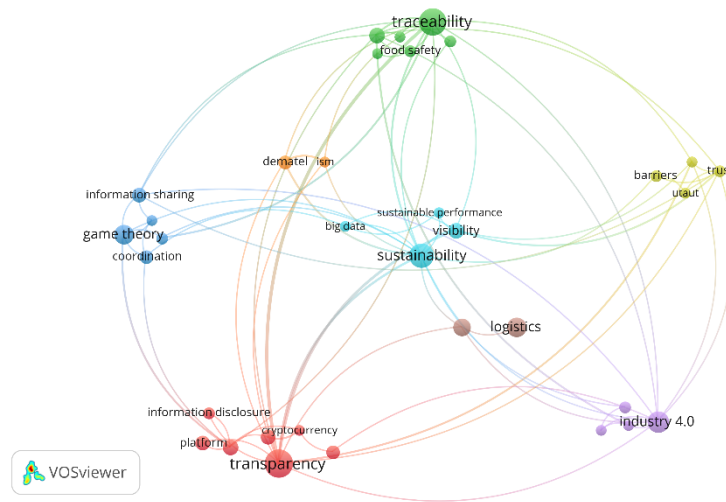 traceability
food safety
dematel
ism
barriers
trus
utaut
information sharing
sustainable performance
big data
visibility
game theory
coordination
sustainability
logistics
information disclosure
industry 4.0
cryptocurrency
platform
transparency
VOSviewer